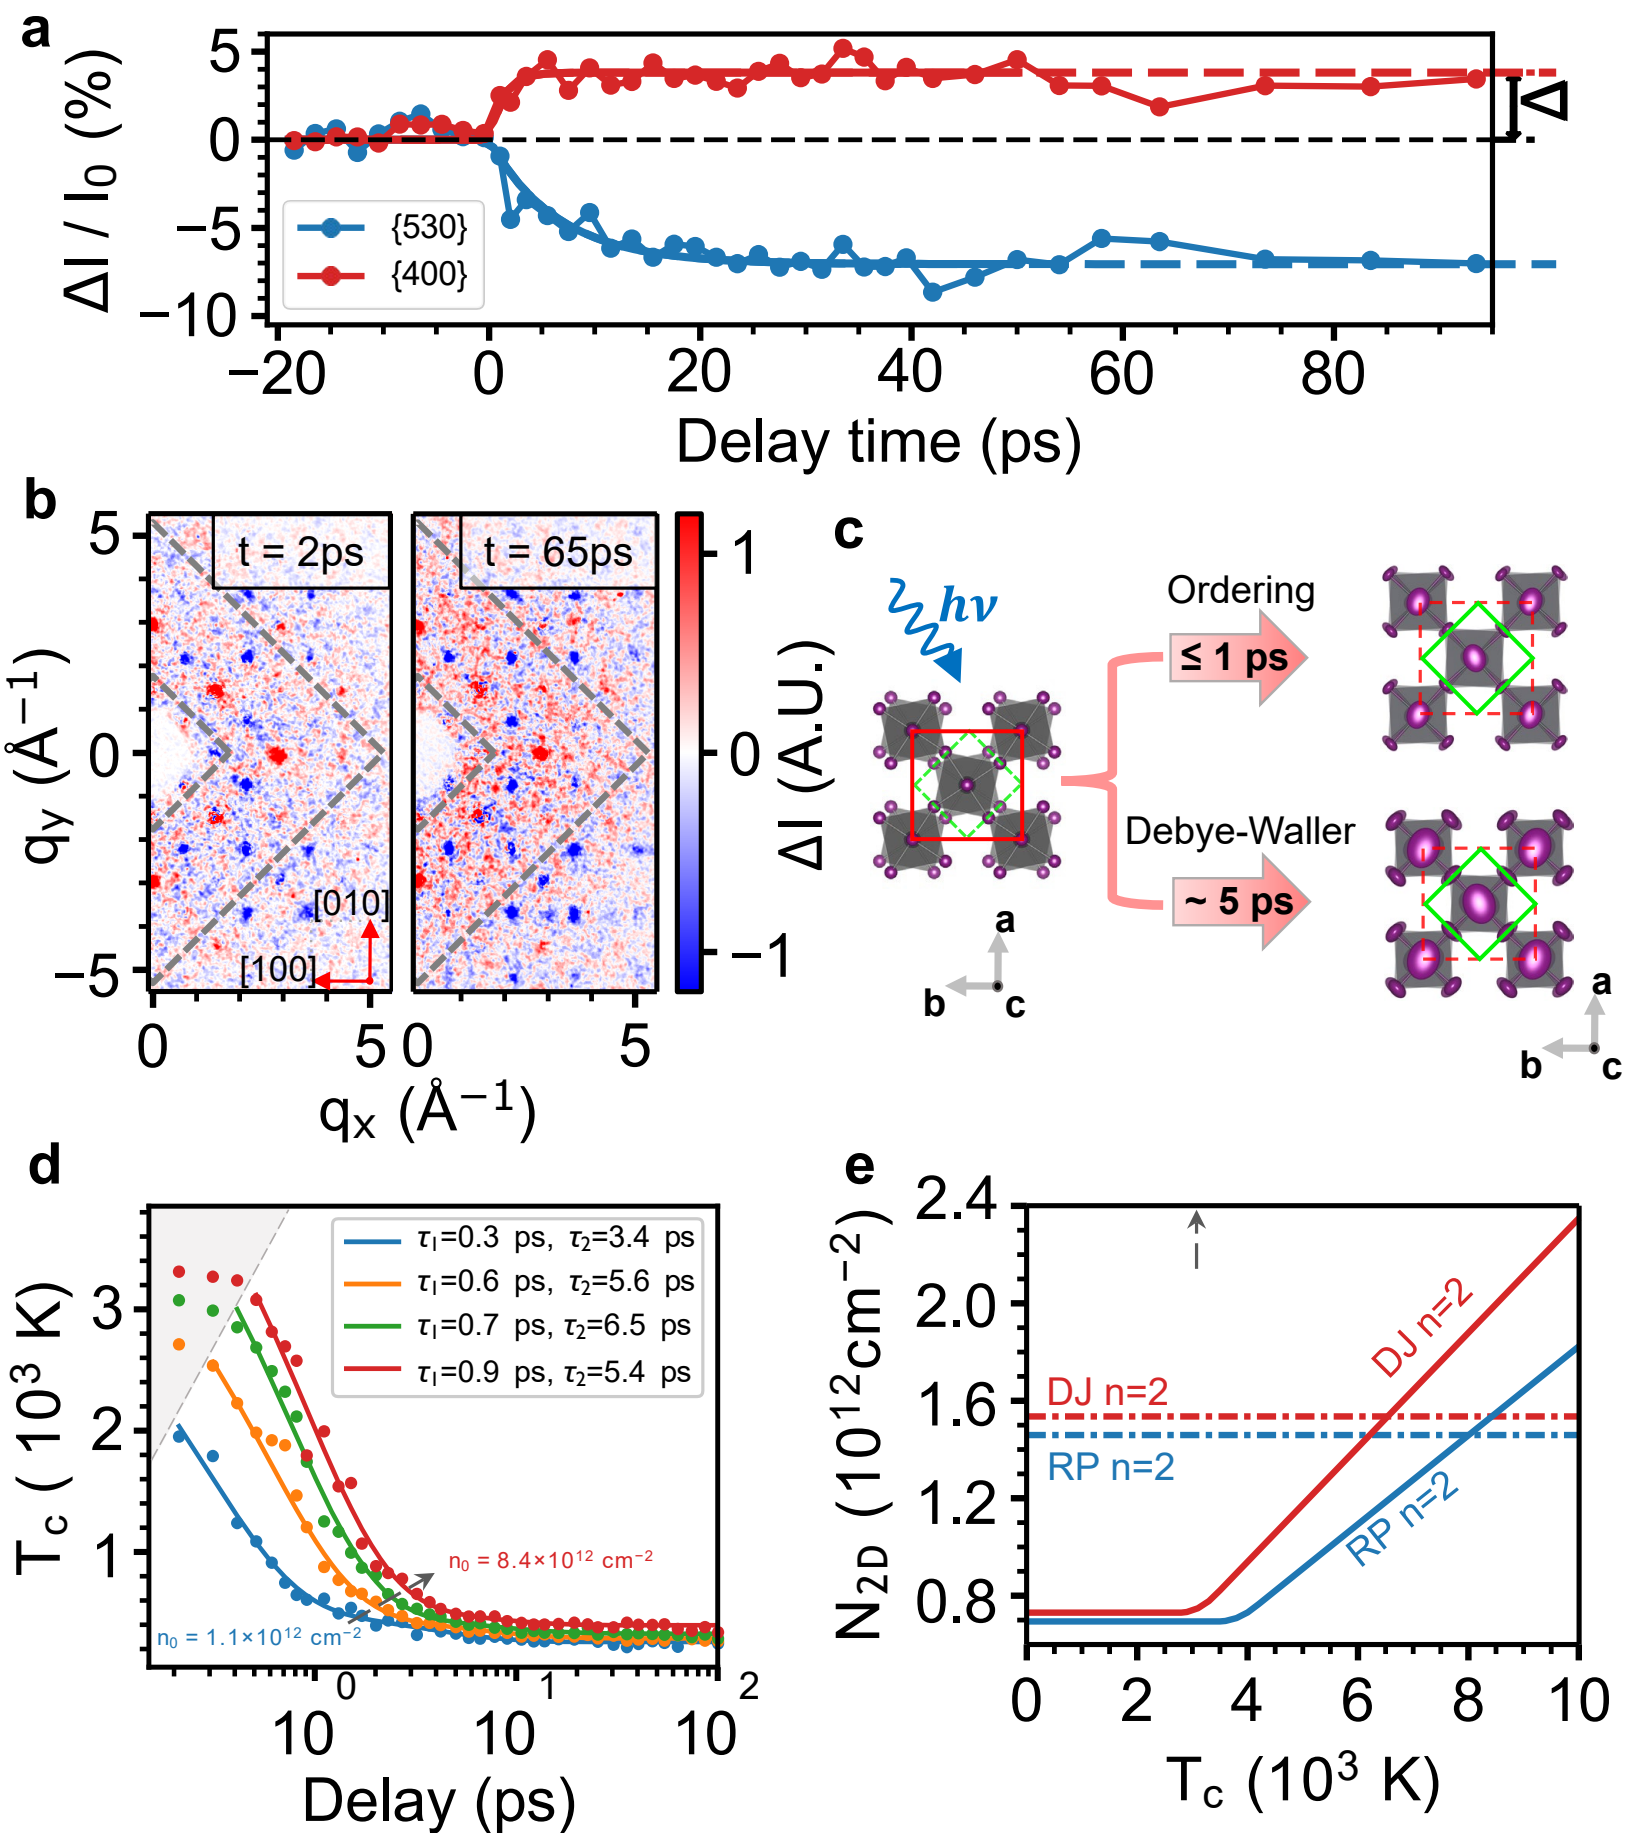 a
ΔI / I0 (%)
5
0
−5
−10
{530}
{400}
Δ
−20 0 20 40 60 80
Delay time (ps)
b
qy (Å−1)
5
0
−5
t = 2ps
t = 65ps
[010]
[100]
0 5 0 5
qx (Å−1)
1
0
−1
ΔI (A.U.)
c
hν
Ordering
≤ 1 ps
Debye-Waller
~ 5 ps
a
b
c
a
b
c
d
Tc ( 10³ K)
3
2
1
τ1=0.3 ps, τ2=3.4 ps
τ1=0.6 ps, τ2=5.6 ps
τ1=0.7 ps, τ2=6.5 ps
τ1=0.9 ps, τ2=5.4 ps
n0 = 8.4×10¹² cm−2
n0 = 1.1×10¹² cm−2
10⁰ 10¹ 10²
Delay (ps)
e
N2D (10¹²cm−2)
2.4
2.0
1.6
1.2
0.8
DJ n=2
DJ n=2
RP n=2
RP n=2
0 2 4 6 8 10
Tc (10³ K)